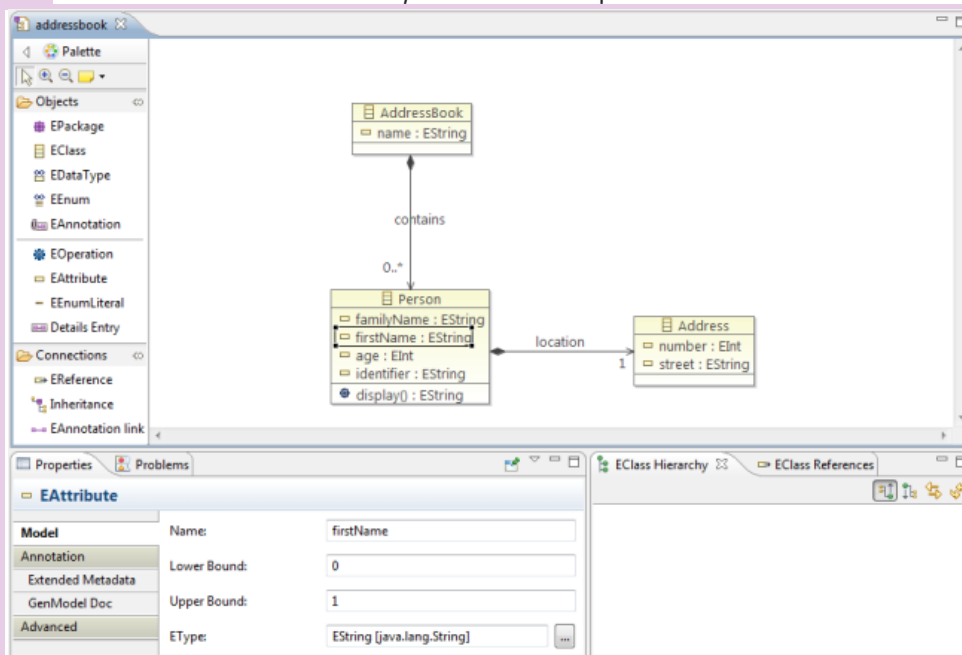 addressbook
Palette
Objects
EPackage
EClass
EDataType
EEnum
EAnnotation
EOperation
EAttribute
EEnumLiteral
Details Entry
Connections
EReference
Inheritance
EAnnotation link
AddressBook
name : EString
contains
0..*
Person
familyName : EString
firstName : EString
age : EInt
identifier : EString
display() : EString
location
1
Address
number : EInt
street : EString
Properties Problems
EAttribute
Model
Annotation
Extended Metadata
GenModel Doc
Advanced
Name: firstName
Lower Bound: 0
Upper Bound: 1
EType: EString [java.lang.String] ...
EClass Hierarchy EClass References